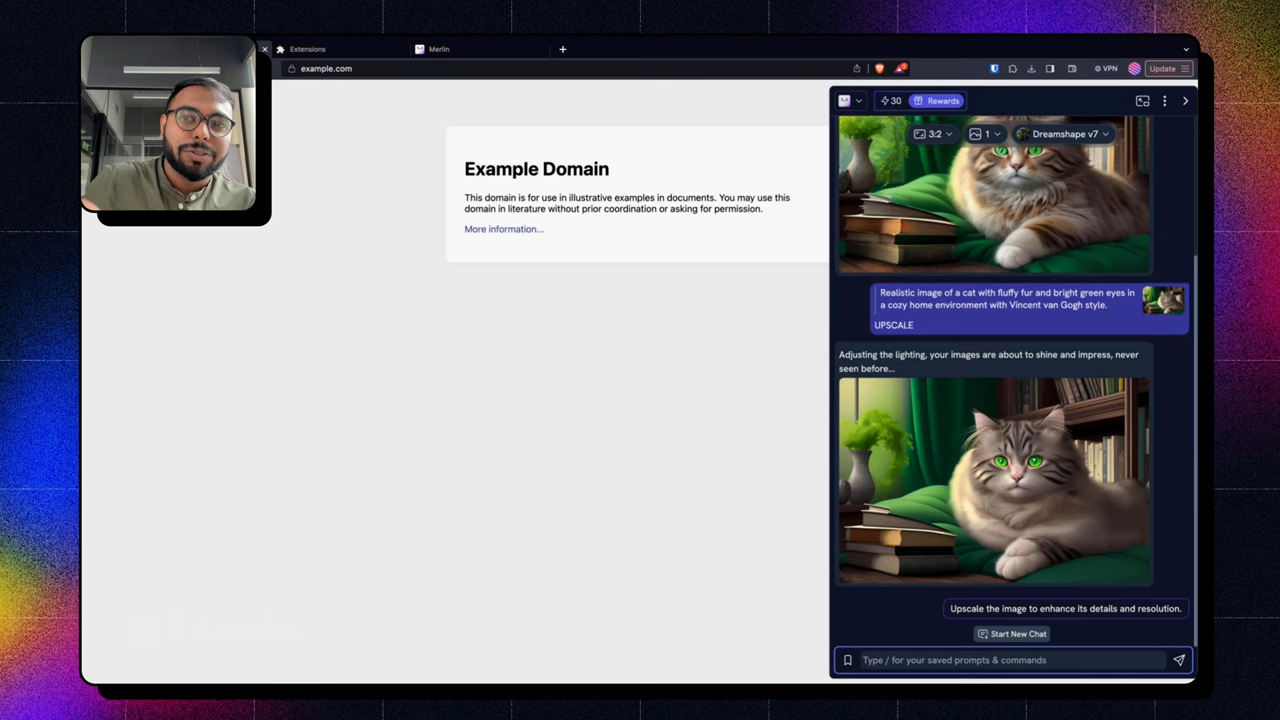 Extensions
Merlin
example.com
VPN
Update
30
Rewards
3:2
1
Dreamshape v7
Example Domain
This domain is for use in illustrative examples in documents. You may use this
domain in literature without prior coordination or asking for permission.
More information...
Realistic image of a cat with fluffy fur and bright green eyes in
a cozy home environment with Vincent van Gogh style.
UPSCALE
Adjusting the lighting, your images are about to shine and impress, never
seen before...
Upscale the image to enhance its details and resolution.
Start New Chat
Type / for your saved prompts & commands